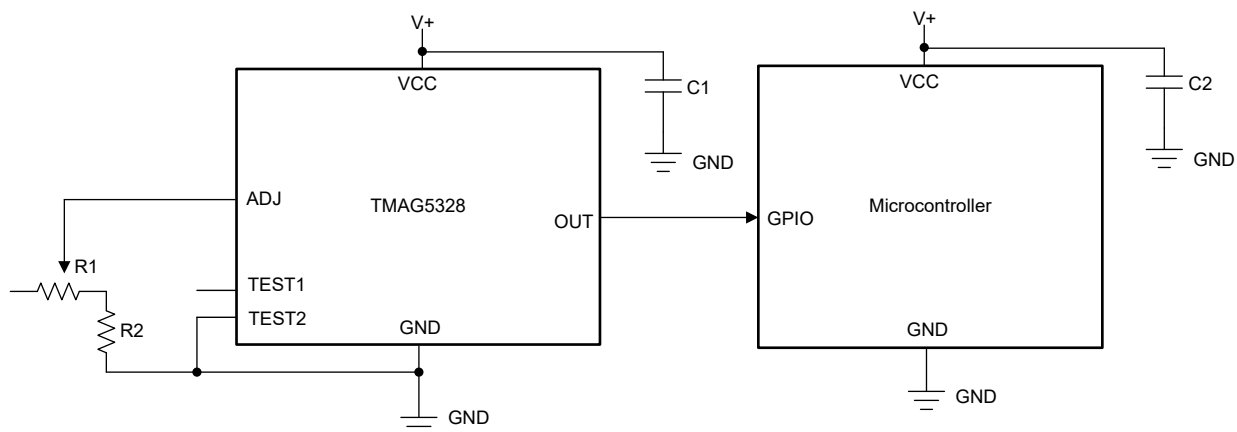 V+
V+
VCC
C1
GND
VCC
C2
GND
ADJ
TMAG5328
OUT
GPIO
Microcontroller
R1
TEST1
TEST2
R2
GND
GND
GND
GND